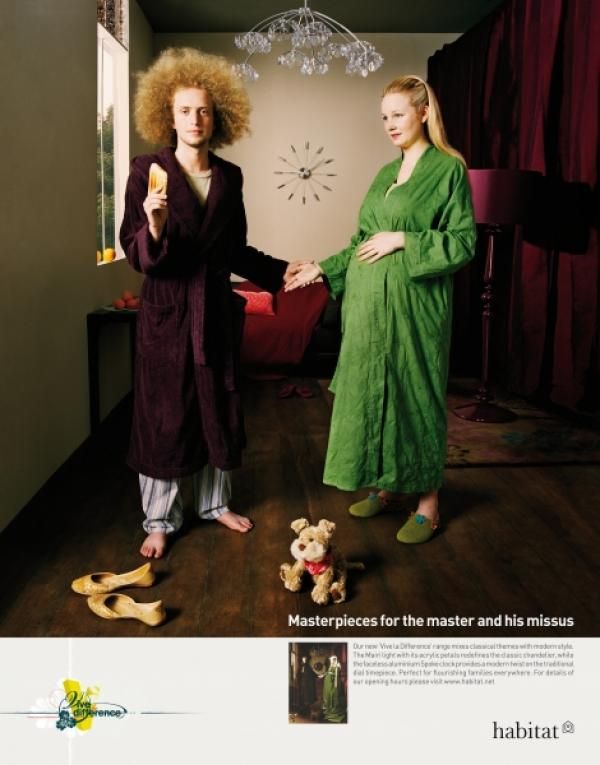 Masterpieces for the master and his missus
Our new 'Vive la Difference' range mixes classical themes with modern style.
The Mairi light with its acrylic petals redefines the classic chandelier, while
the faceless aluminium Spoke clock provides a modern twist on the traditional
dial timepiece. Perfect for flourishing families everywhere. For details of
our opening hours please visit www.habitat.net
Vive
la
difference
habitat